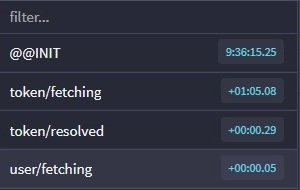 filter...
@@INIT 9:36:15.25
token/fetching +01:05.08
token/resolved +00:00.29
user/fetching +00:00.05